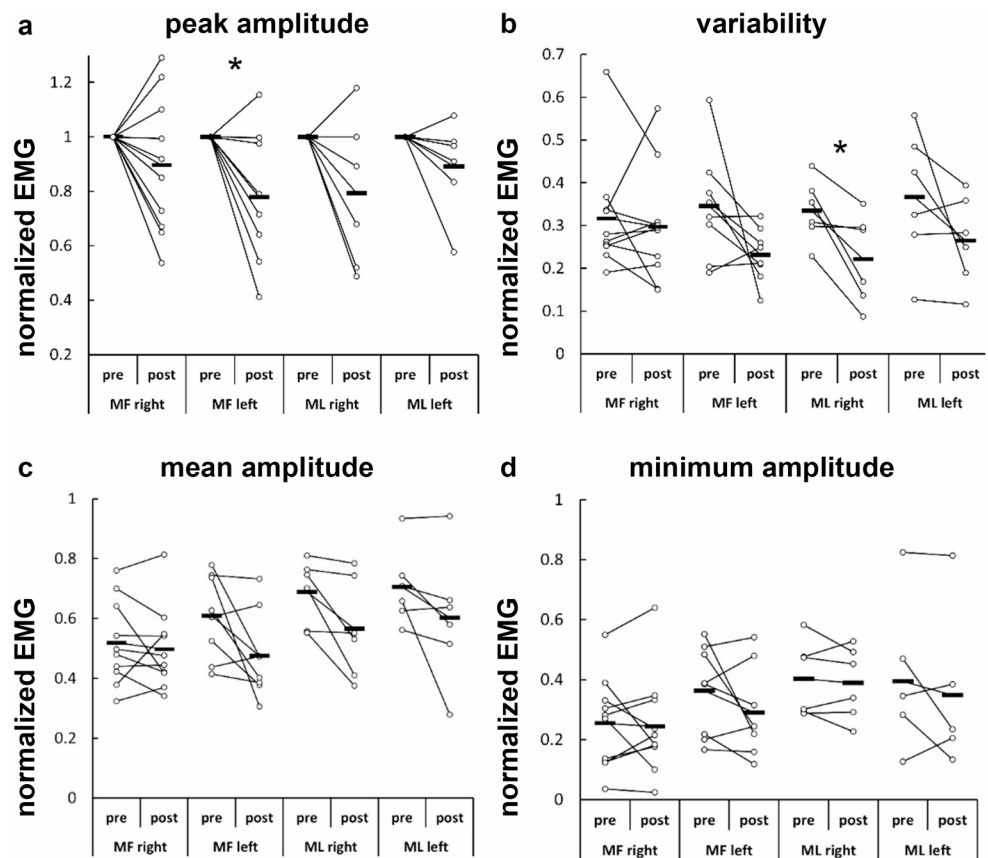 a peak amplitude
normalized EMG
1.2
1
0.8
0.6
0.4
0.2
*
pre post pre post pre post pre post
MF right MF left ML right ML left
b variability
normalized EMG
0.7
0.6
0.5
0.4
0.3
0.2
0.1
0
*
pre post pre post pre post pre post
MF right MF left ML right ML left
c mean amplitude
normalized EMG
1
0.8
0.6
0.4
0.2
0
pre post pre post pre post pre post
MF right MF left ML right ML left
d minimum amplitude
normalized EMG
1
0.8
0.6
0.4
0.2
0
pre post pre post pre post pre post
MF right MF left ML right ML left